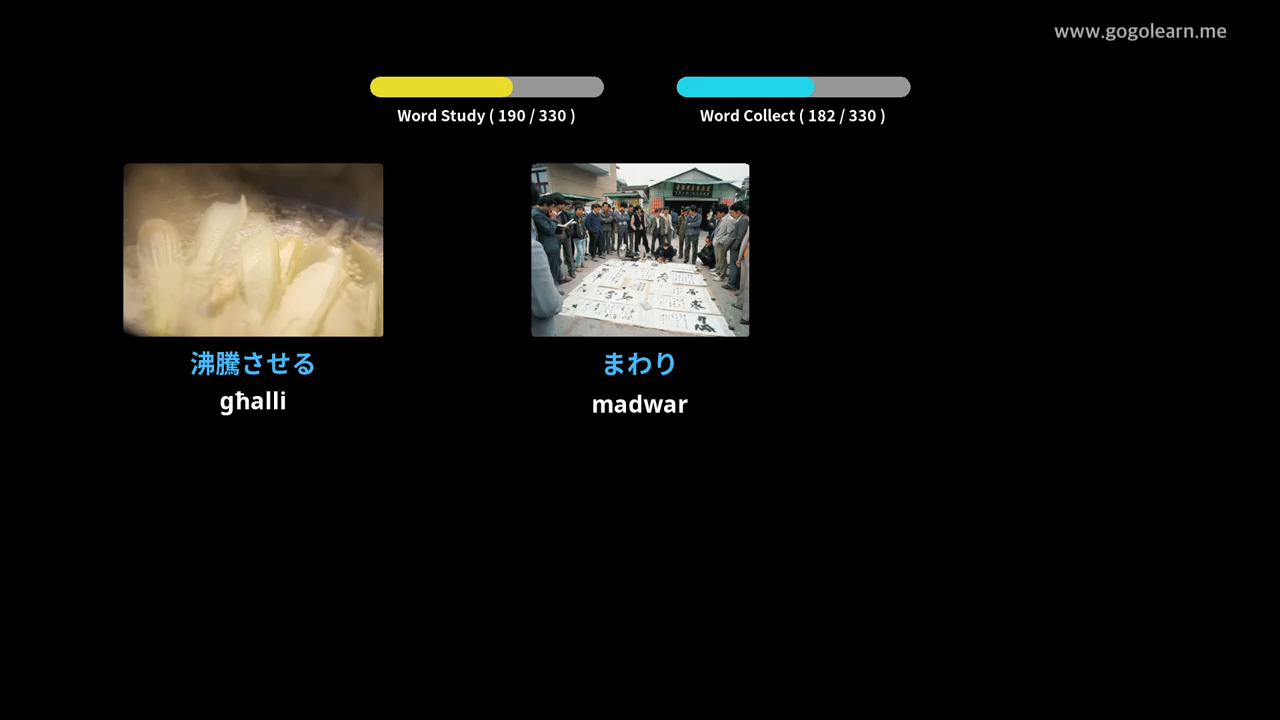 www.gogolearn.me
Word Study ( 190 / 330 )
Word Collect ( 182 / 330 )
沸騰させる
għalli
まわり
madwar